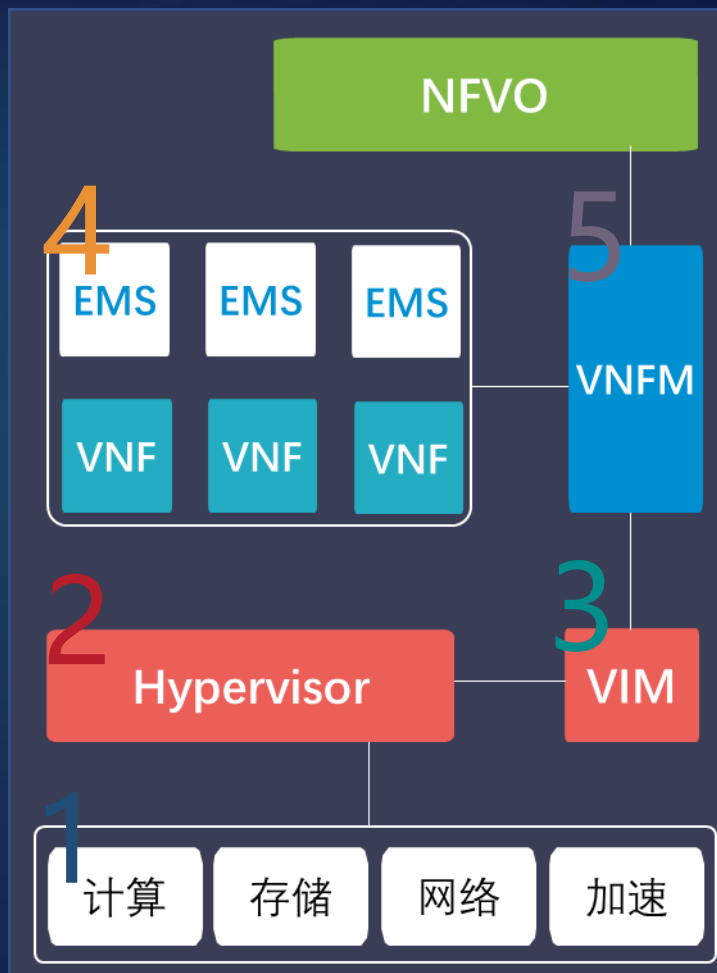 NFVO
4
5
EMS
EMS
EMS
VNFM
VNF
VNF
VNF
2
3
Hypervisor
VIM
1
计算
存储
网络
加速